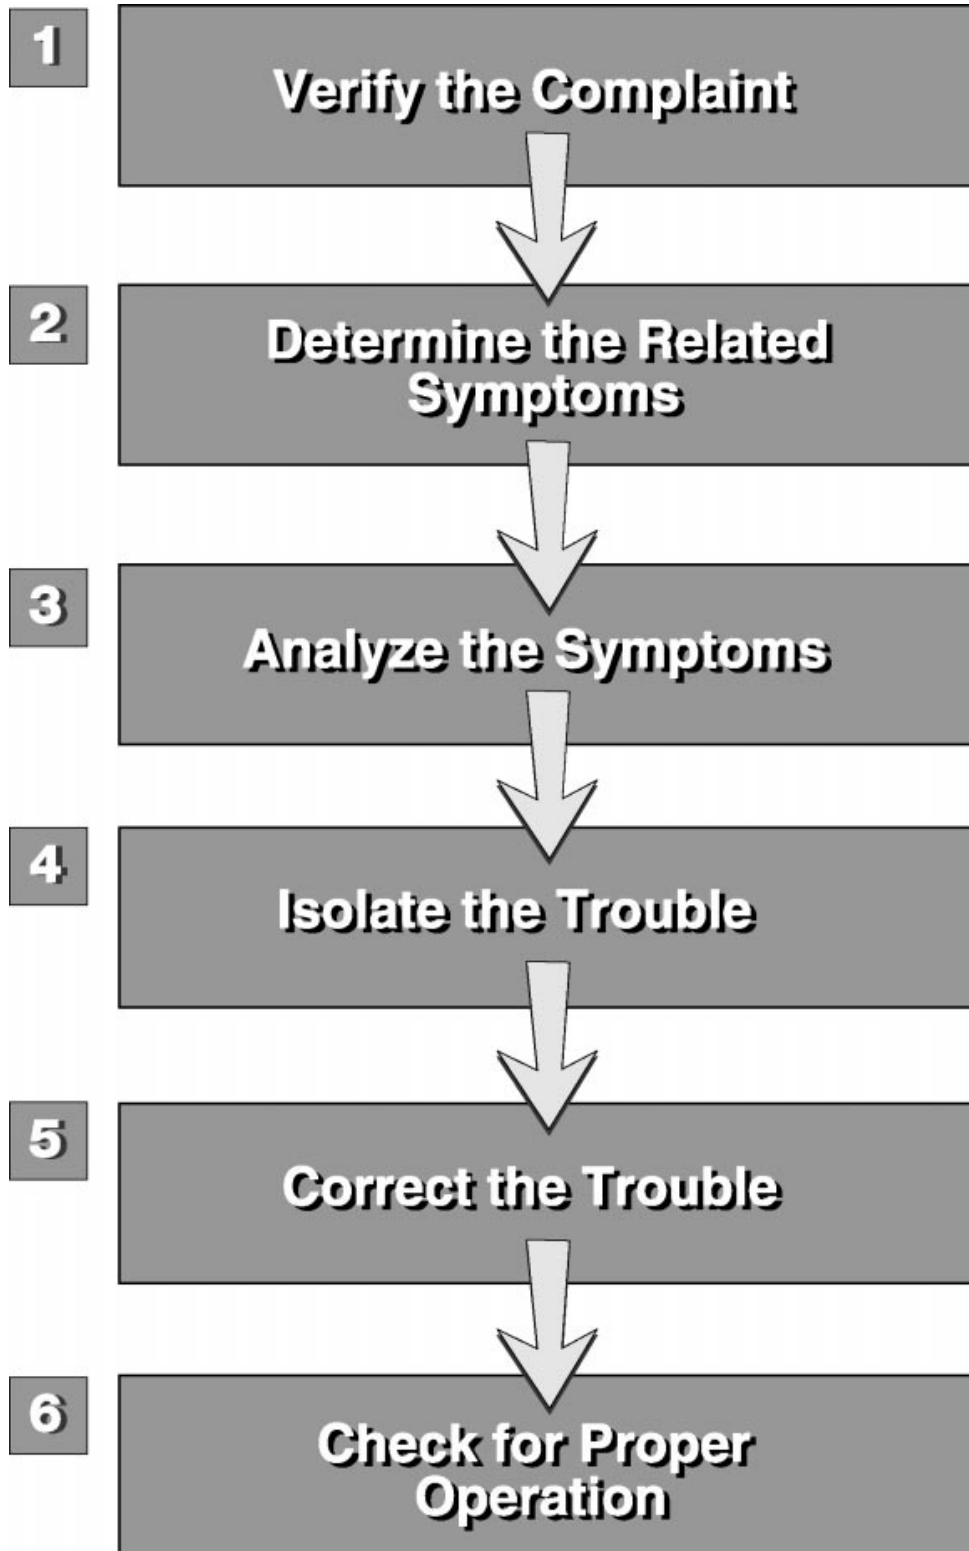 1
Verify the Complaint
2
Determine the Related
Symptoms
3
Analyze the Symptoms
4
Isolate the Trouble
5
Correct the Trouble
6
Check for Proper
Operation